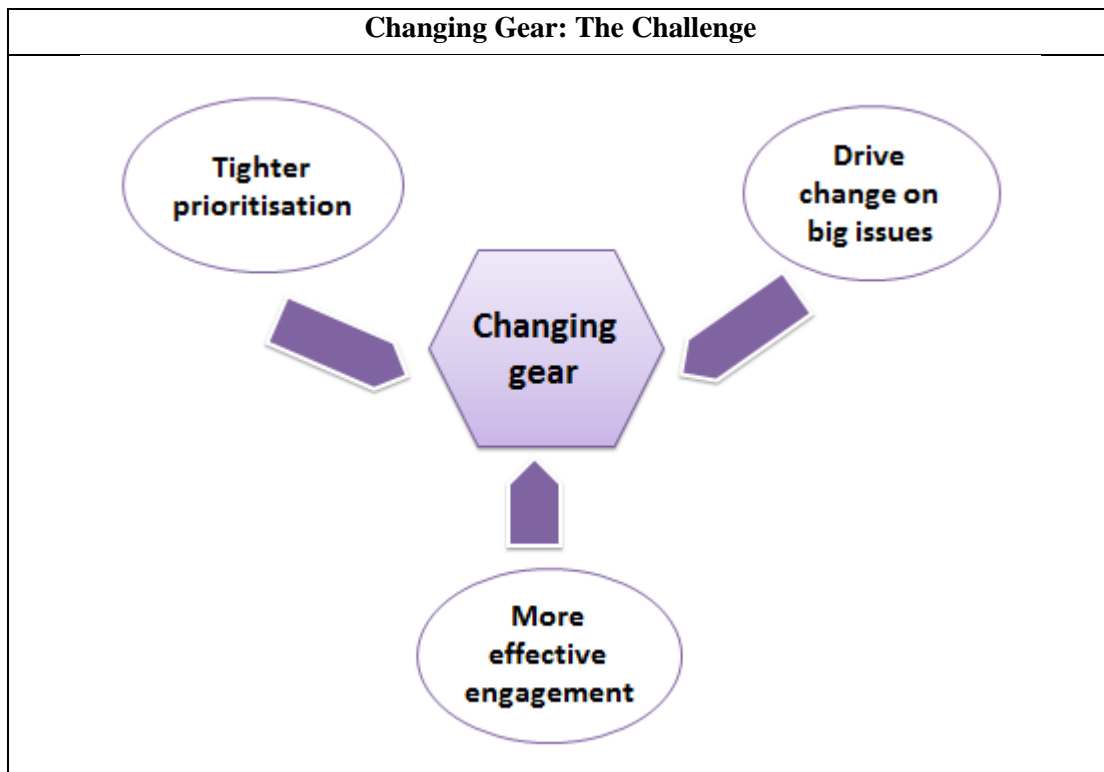 Changing Gear: The Challenge
Tighter
prioritisation
Drive
change on
big issues
Changing
gear
More
effective
engagement